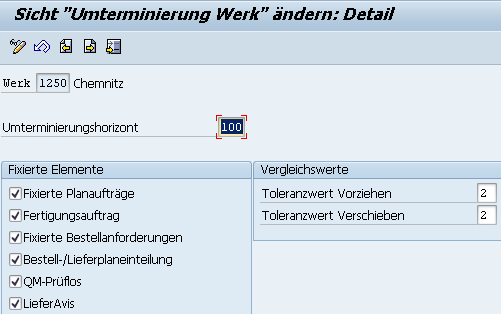 Sicht "Umterminierung Werk" ändern: Detail
Werk 1250 Chemnitz
Umterminierungshorizont 100
Fixierte Elemente
Fixierte Planaufträge
Fertigungsauftrag
Fixierte Bestellanforderungen
Bestell-/Lieferplaneinteilung
QM-Prüflos
LieferAvis
Vergleichswerte
Toleranzwert Vorziehen 2
Toleranzwert Verschieben 2